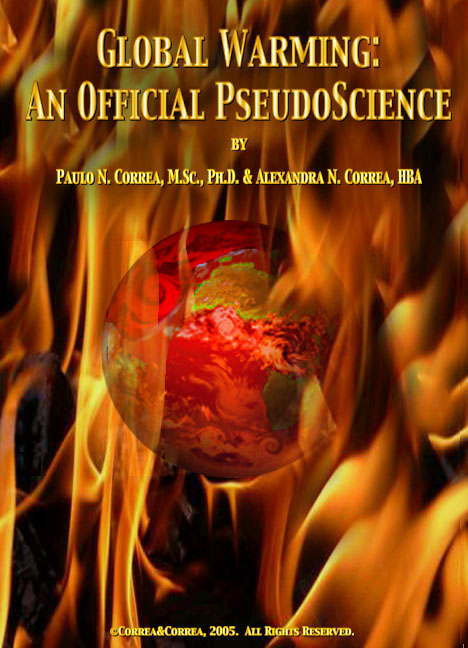 GLOBAL WARMING:
AN OFFICIAL PSEUDOSCIENCE
BY
PAULO N. CORREA, M.SC., PH.D. & ALEXANDRA N. CORREA, HBA
©CORREA&CORREA, 2005. ALL RIGHTS RESERVED.